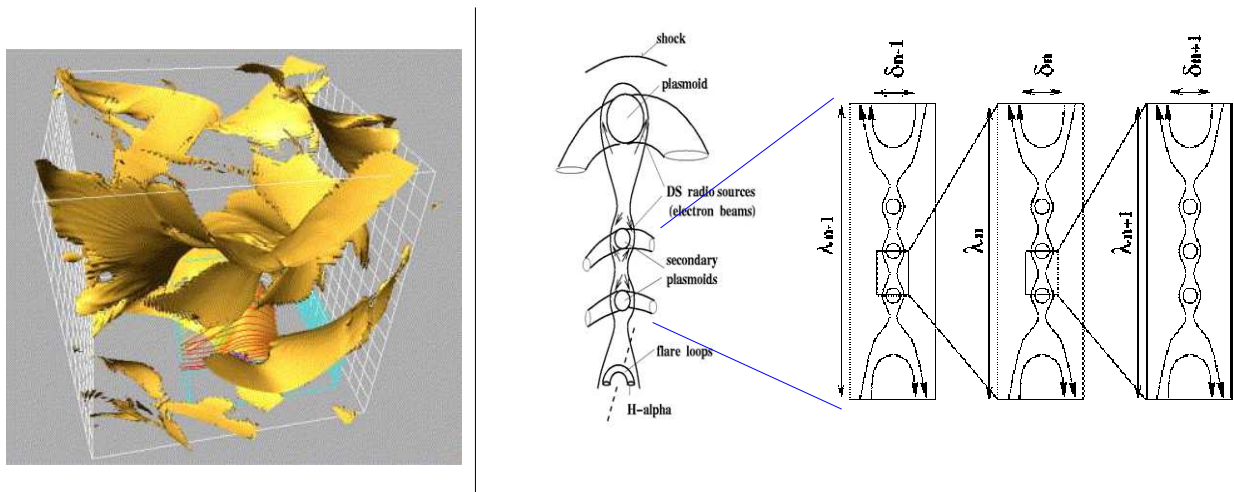 shock
plasmoid
DS radio sources
(electron beams)
secondary
plasmoids
flare loops
H-alpha
δn-1
δn
δn+1
λn-1
λn
λn+1